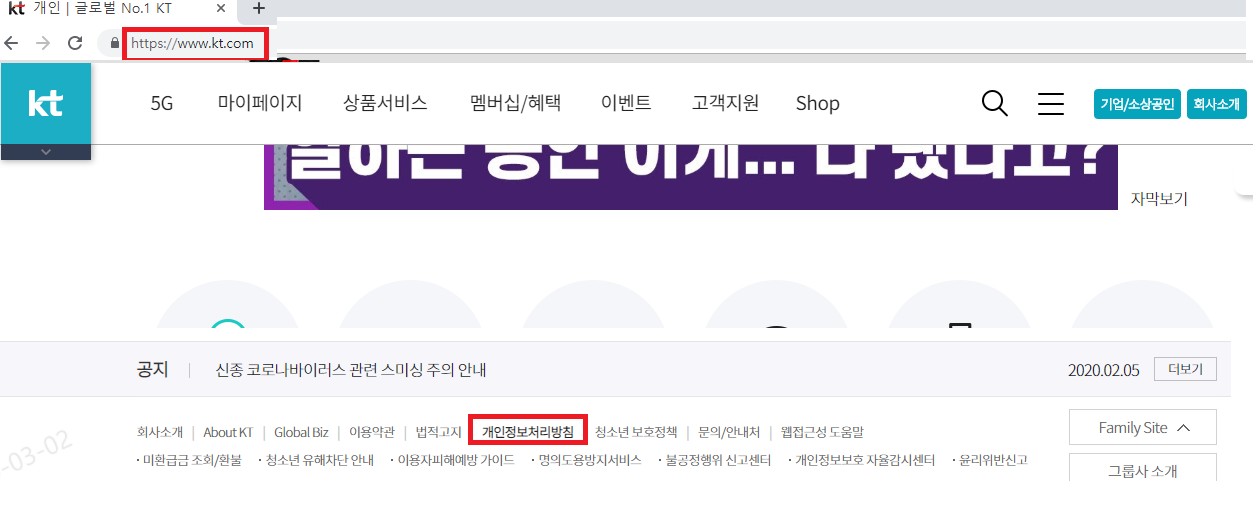 kt 개인 | 글로벌 No.1 KT
https://www.kt.com
kt 5G 마이페이지 상품서비스 멤버십/혜택 이벤트 고객지원 Shop 기업/소상공인 회사소개
자막보기
공지 신종 코로나바이러스 관련 스미싱 주의 안내 2020.02.05 더보기
회사소개 | About KT | Global Biz | 이용약관 | 법적고지 개인정보처리방침 청소년 보호정책 | 문의/안내처 | 웹접근성 도움말 Family Site
· 미환급금 조회/환불 · 청소년 유해차단 안내 · 이용자피해예방 가이드 · 명의도용방지서비스 · 불공정행위 신고센터 · 개인정보보호 자율감시센터 · 윤리위반신고
그룹사 소개
-03-02